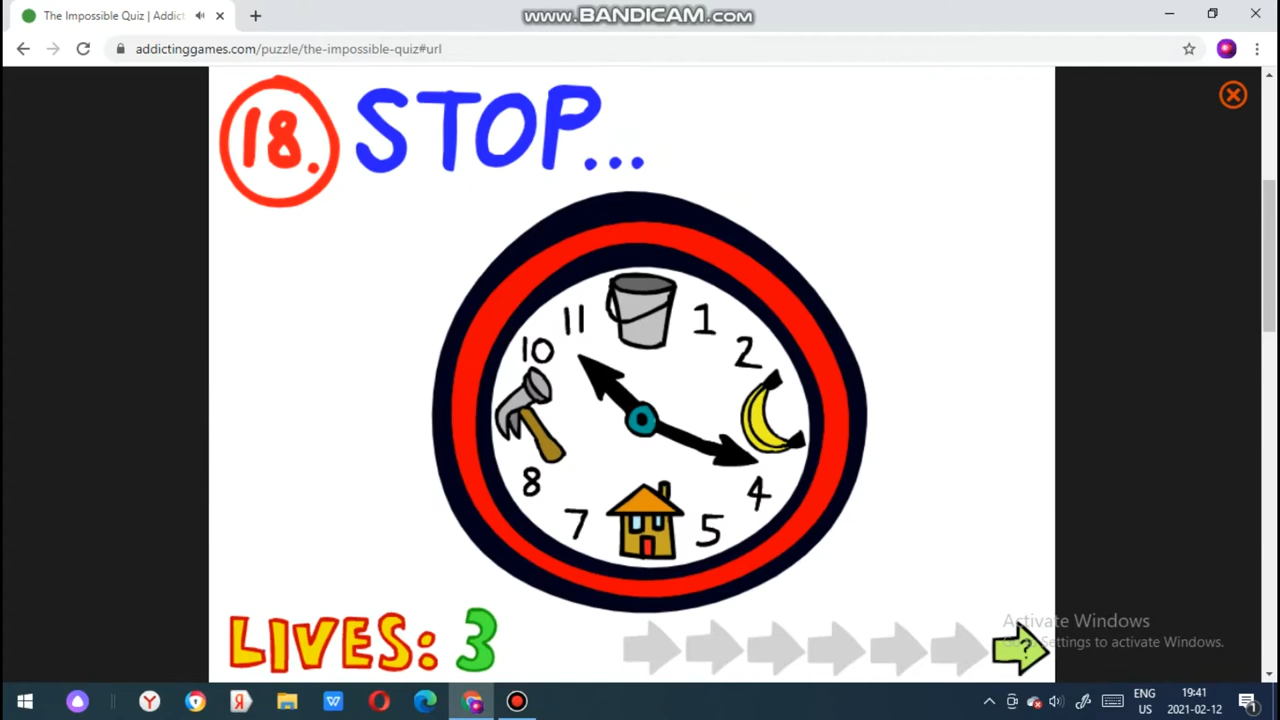 www.BANDICAM.com
The Impossible Quiz | Addict
addictinggames.com/puzzle/the-impossible-quiz#url
18. STOP...
11 1
10 2
8 4
7 5
LIVES: 3
?
Activate Windows
Go to Settings to activate Windows.
ENG
US
19:41
2021-02-12
1